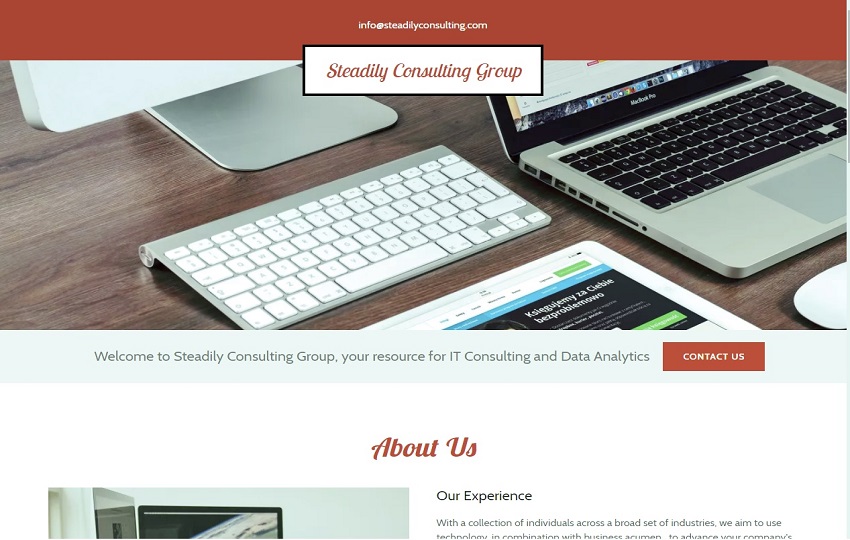 info@steadilyconsulting.com
Steadily Consulting Group
MacBook Pro
Księgujemy za Ciebie
bezproblemowo
Welcome to Steadily Consulting Group, your resource for IT Consulting and Data Analytics
CONTACT US
About Us
Our Experience
With a collection of individuals across a broad set of industries, we aim to use
technology, in combination with business acumen, to advance your company's